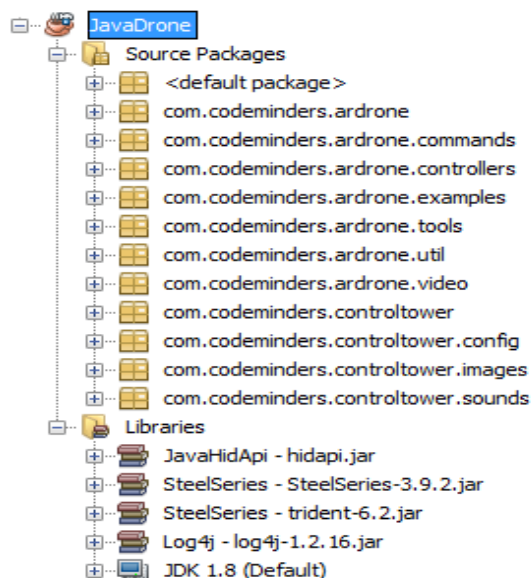 JavaDrone
Source Packages
<default package>
com.codeminders.ardrone
com.codeminders.ardrone.commands
com.codeminders.ardrone.controllers
com.codeminders.ardrone.examples
com.codeminders.ardrone.tools
com.codeminders.ardrone.util
com.codeminders.ardrone.video
com.codeminders.controltower
com.codeminders.controltower.config
com.codeminders.controltower.images
com.codeminders.controltower.sounds
Libraries
JavaHidApi - hidapi.jar
SteelSeries - SteelSeries-3.9.2.jar
SteelSeries - trident-6.2.jar
Log4j - log4j-1.2.16.jar
JDK 1.8 (Default)